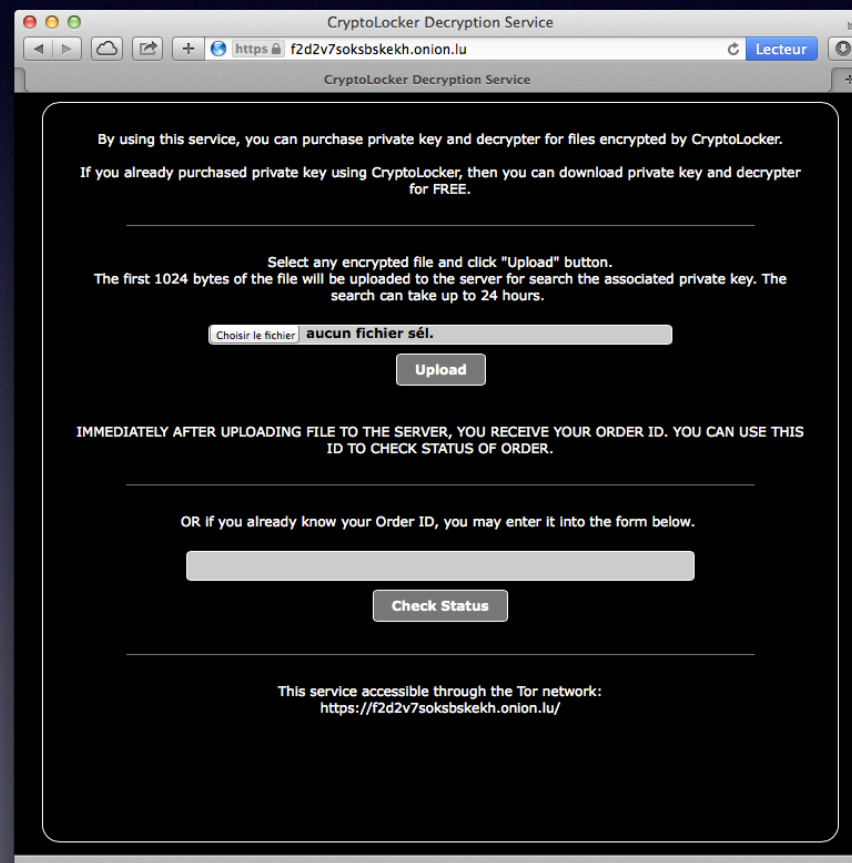 CryptoLocker Decryption Service
https f2d2v7soksbskekh.onion.lu Lecteur
CryptoLocker Decryption Service
By using this service, you can purchase private key and decrypter for files encrypted by CryptoLocker.
If you already purchased private key using CryptoLocker, then you can download private key and decrypter
for FREE.
Select any encrypted file and click "Upload" button.
The first 1024 bytes of the file will be uploaded to the server for search the associated private key. The
search can take up to 24 hours.
Choisir le fichier aucun fichier sél.
Upload
IMMEDIATELY AFTER UPLOADING FILE TO THE SERVER, YOU RECEIVE YOUR ORDER ID. YOU CAN USE THIS
ID TO CHECK STATUS OF ORDER.
OR if you already know your Order ID, you may enter it into the form below.
Check Status
This service accessible through the Tor network:
https://f2d2v7soksbskekh.onion.lu/